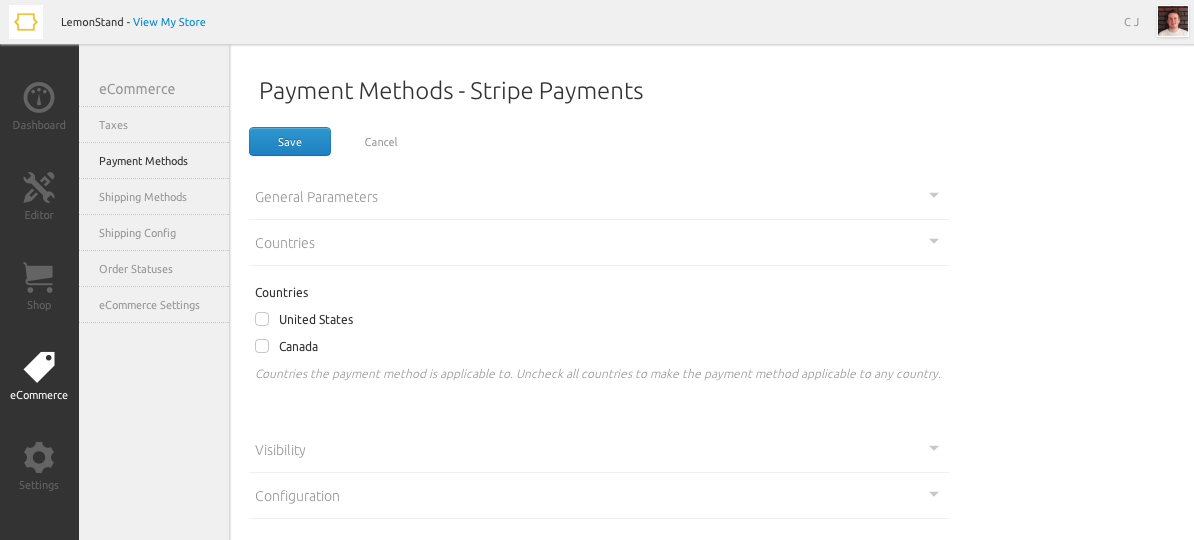 LemonStand - View My Store
C J
Dashboard
Editor
Shop
eCommerce
Settings
eCommerce
Taxes
Payment Methods
Shipping Methods
Shipping Config
Order Statuses
eCommerce Settings
Payment Methods - Stripe Payments
Save Cancel
General Parameters
Countries
Countries
United States
Canada
Countries the payment method is applicable to. Uncheck all countries to make the payment method applicable to any country.
Visibility
Configuration